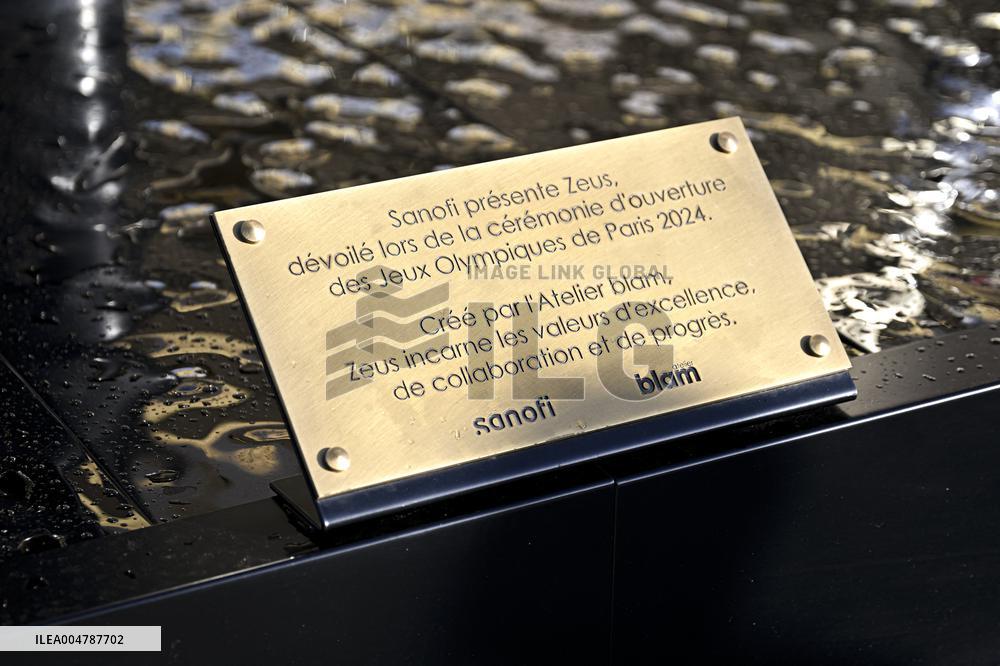 Sanofi présente Zeus,
dévoilé lors de la cérémonie d'ouverture
des Jeux Olympiques de Paris 2024.
IMAGE LINK GLOBAL
ILG
Créé par l'Atelier blam,
Zeus incarne les valeurs d'excellence,
de collaboration et de progrès.
sanofi
atelier
blam
ILEA004787702